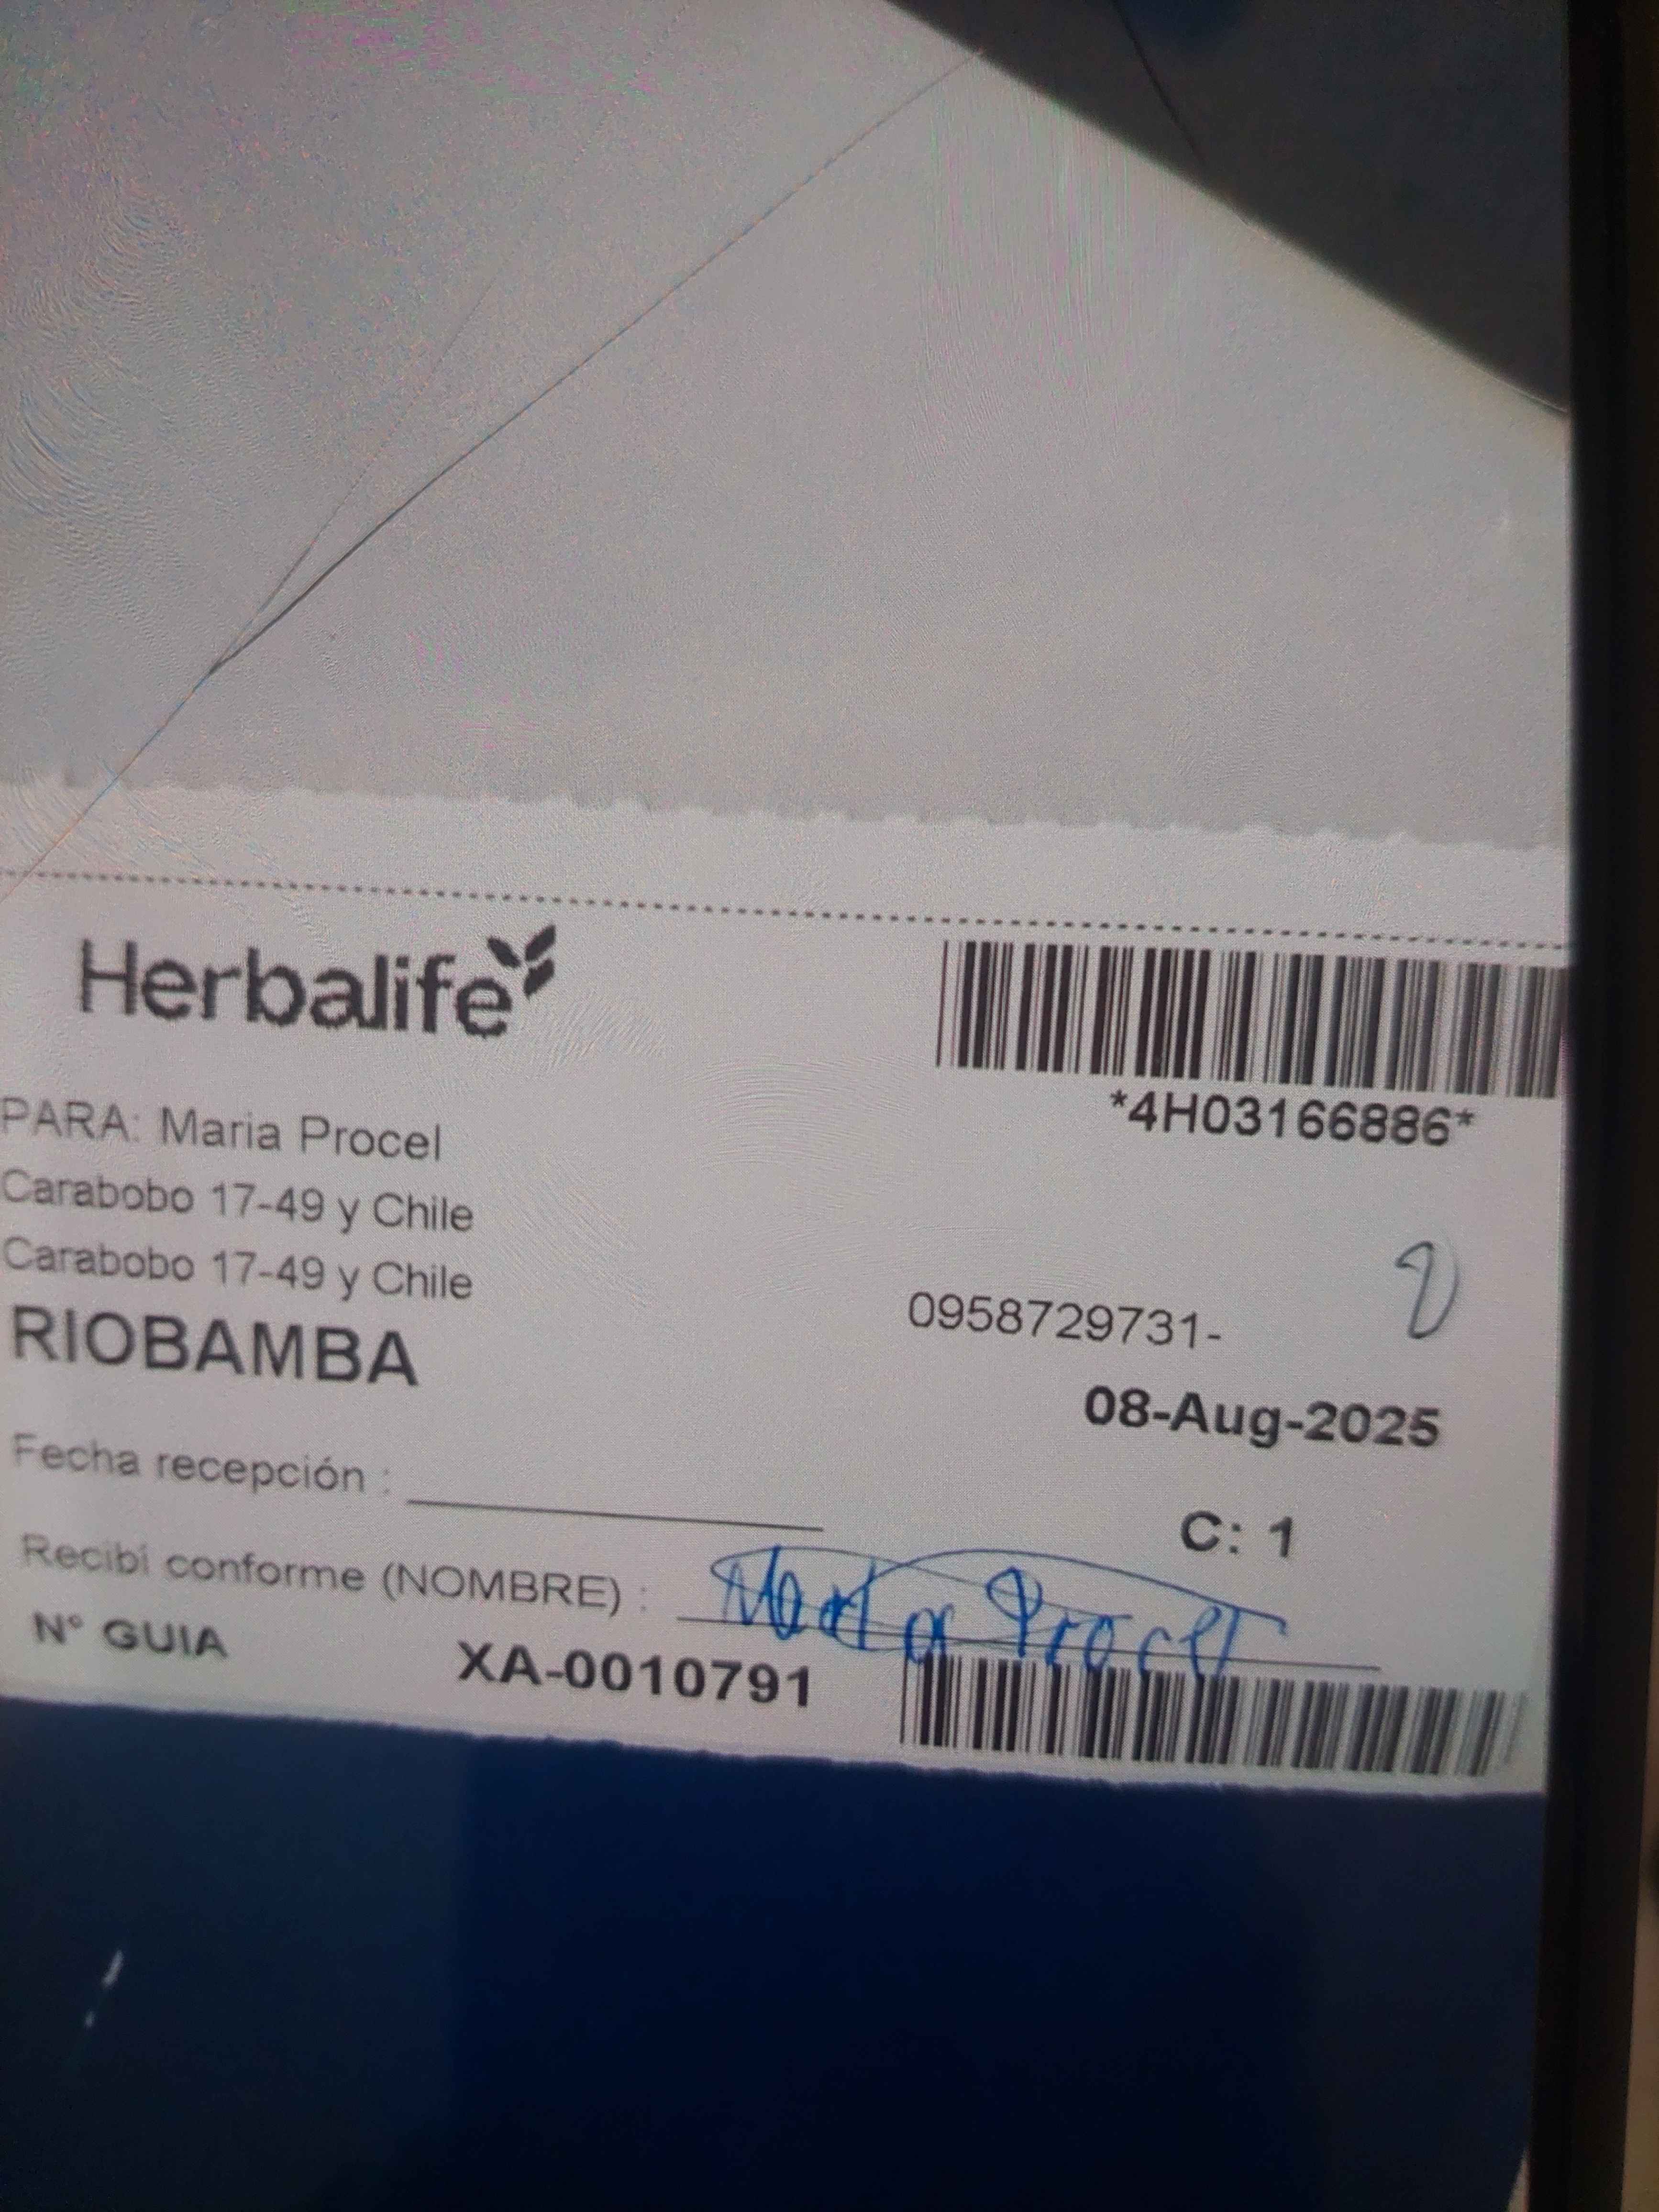 Herbalife
*4H03166886*
PARA: Maria Procel
Carabobo 17-49 y Chile
Carabobo 17-49 y Chile
0958729731-
RIOBAMBA
08-Aug-2025
Fecha recepción :
C: 1
Recibí conforme (NOMBRE) : Maria Procel
N° GUIA XA-0010791